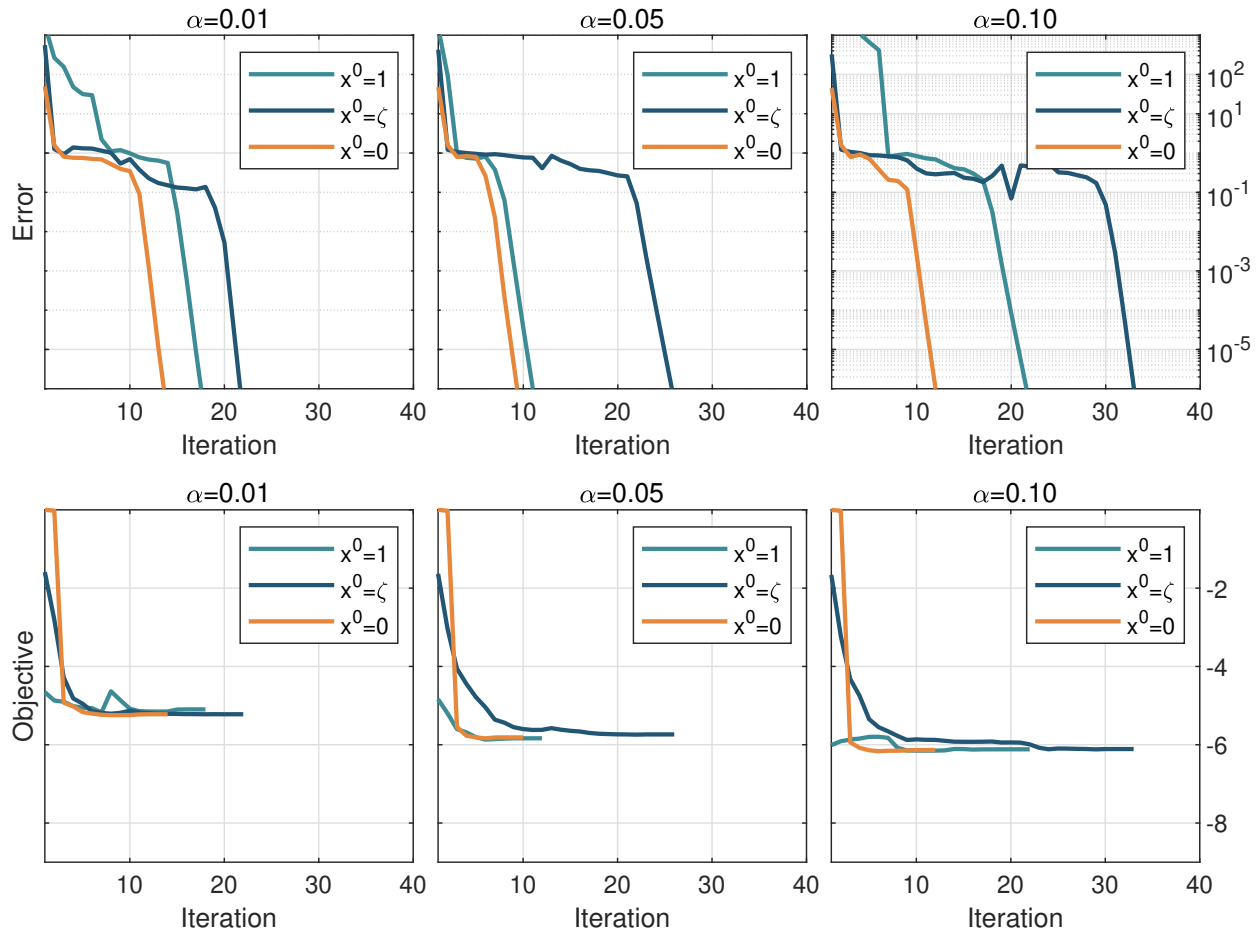 α=0.01
α=0.05
α=0.10
x⁰=1
x⁰=ζ
x⁰=0
x⁰=1
x⁰=ζ
x⁰=0
x⁰=1
x⁰=ζ
x⁰=0
10²
10¹
10⁻¹
10⁻³
10⁻⁵
Error
10 20 30 40
10 20 30 40
10 20 30 40
Iteration
Iteration
Iteration
α=0.01
α=0.05
α=0.10
x⁰=1
x⁰=ζ
x⁰=0
x⁰=1
x⁰=ζ
x⁰=0
x⁰=1
x⁰=ζ
x⁰=0
-2
-4
-6
-8
Objective
10 20 30 40
10 20 30 40
10 20 30 40
Iteration
Iteration
Iteration